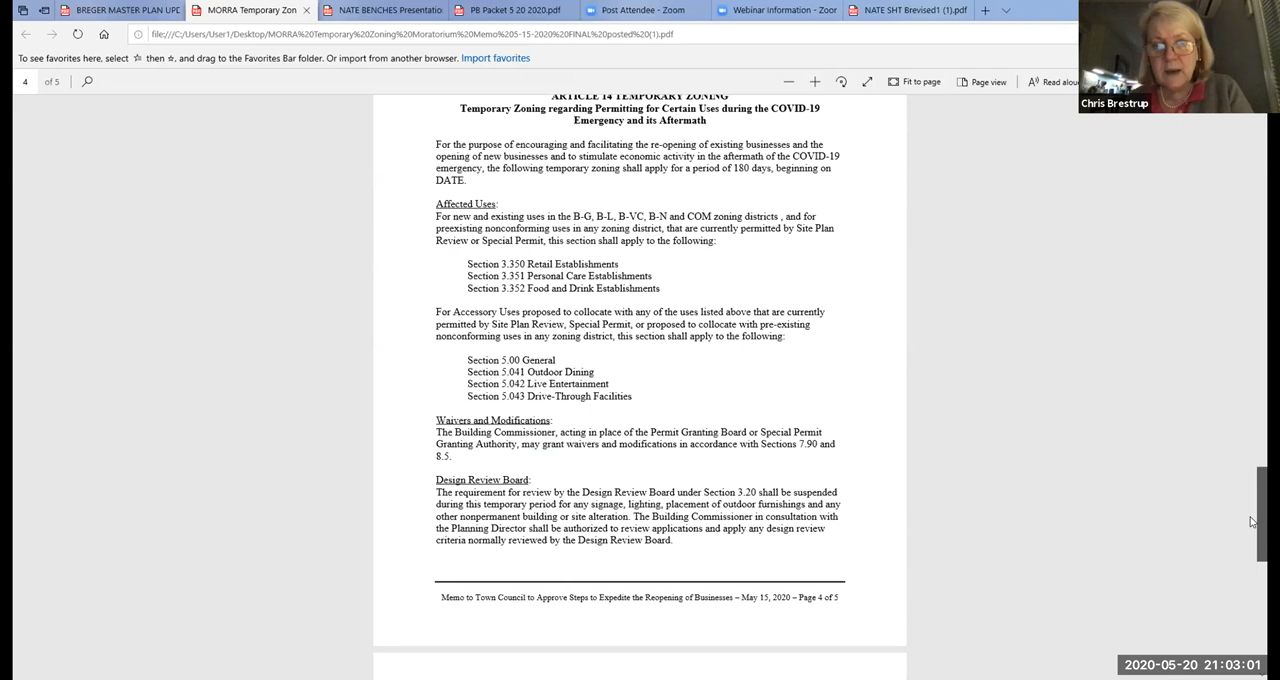 BREGER MASTER PLAN UPD
MORRA Temporary Zon
NATE BENCHES Presentatio
PB Packet 5 20 2020.pdf
Post Attendee - Zoom
Webinar Information - Zoor
NATE SHT Brevised1 (1).pdf
file:///C:/Users/User1/Desktop/MORRA%20Temporary%20Zoning%20Moratorium%20Memo%205-15-2020%20FINAL%20posted%20(1).pdf
To see favorites here, select ☆ then ☆, and drag to the Favorites Bar folder. Or import from another browser. Import favorites
4 of 5
Fit to page
Page view
Read alou
Chris Brestrup
ARTICLE 14 TEMPORARY ZONING
Temporary Zoning regarding Permitting for Certain Uses during the COVID-19
Emergency and its Aftermath
For the purpose of encouraging and facilitating the re-opening of existing businesses and the
opening of new businesses and to stimulate economic activity in the aftermath of the COVID-19
emergency, the following temporary zoning shall apply for a period of 180 days, beginning on
DATE.
Affected Uses:
For new and existing uses in the B-G, B-L, B-VC, B-N and COM zoning districts , and for
preexisting nonconforming uses in any zoning district, that are currently permitted by Site Plan
Review or Special Permit, this section shall apply to the following:
Section 3.350 Retail Establishments
Section 3.351 Personal Care Establishments
Section 3.352 Food and Drink Establishments
For Accessory Uses proposed to collocate with any of the uses listed above that are currently
permitted by Site Plan Review, Special Permit, or proposed to collocate with pre-existing
nonconforming uses in any zoning district, this section shall apply to the following:
Section 5.00 General
Section 5.041 Outdoor Dining
Section 5.042 Live Entertainment
Section 5.043 Drive-Through Facilities
Waivers and Modifications:
The Building Commissioner, acting in place of the Permit Granting Board or Special Permit
Granting Authority, may grant waivers and modifications in accordance with Sections 7.90 and
8.5.
Design Review Board:
The requirement for review by the Design Review Board under Section 3.20 shall be suspended
during this temporary period for any signage, lighting, placement of outdoor furnishings and any
other nonpermanent building or site alteration. The Building Commissioner in consultation with
the Planning Director shall be authorized to review applications and apply any design review
criteria normally reviewed by the Design Review Board.
Memo to Town Council to Approve Steps to Expedite the Reopening of Businesses – May 15, 2020 – Page 4 of 5
2020-05-20 21:03:01